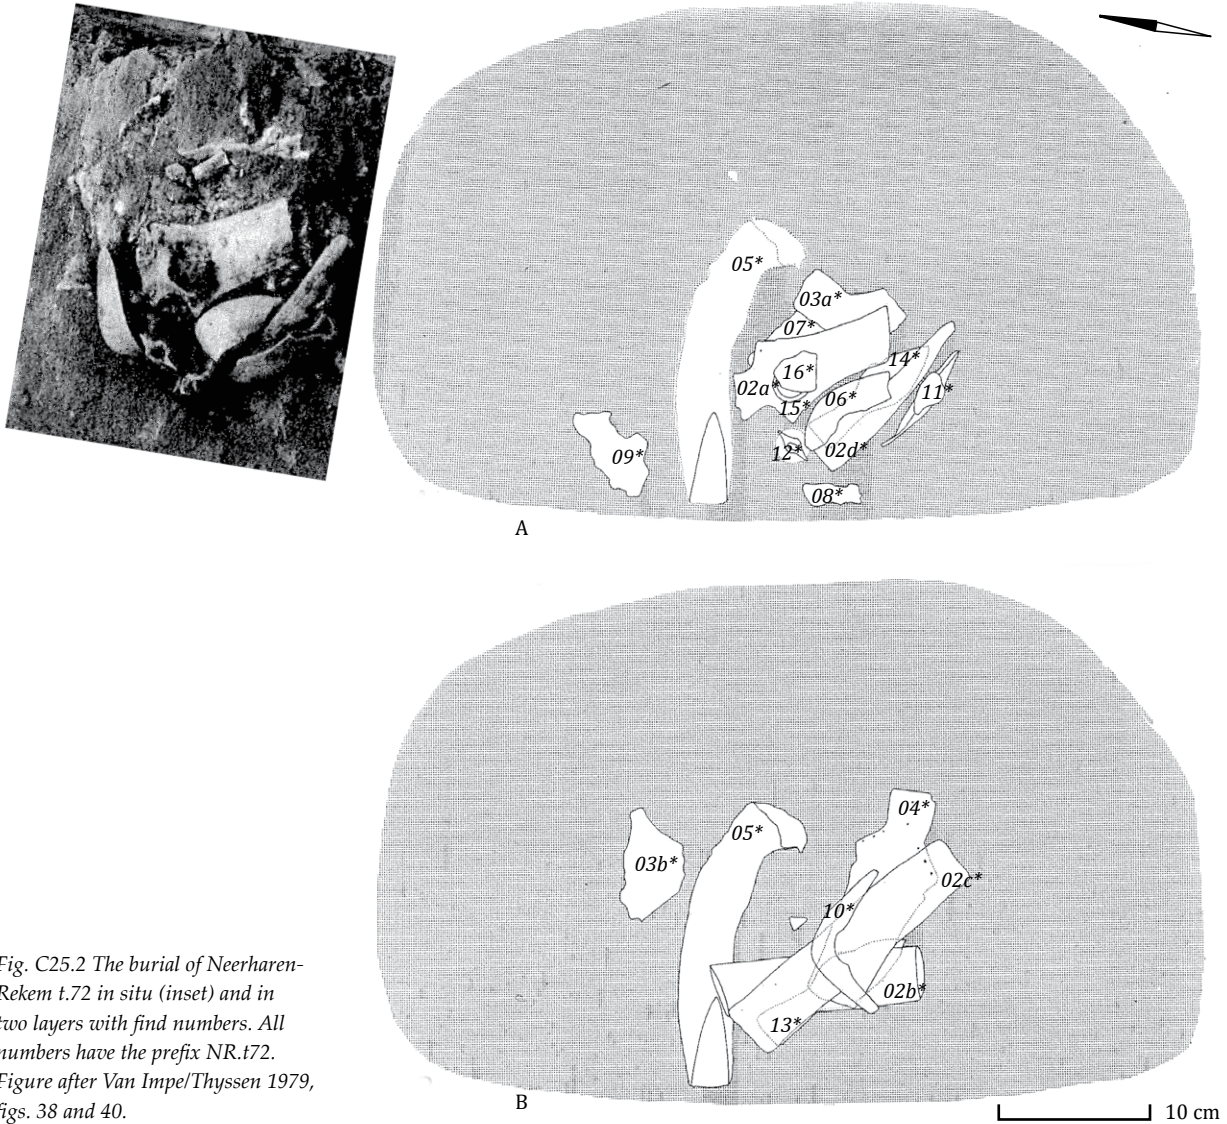 05*
03a*
07*
14*
16*
02a*
11*
06*
15*
02d*
12*
09*
08*
A
04*
05*
03b*
02c*
10*
02b*
13*
B
10 cm
Fig. C25.2 The burial of Neerharen-
Rekem t.72 in situ (inset) and in
two layers with find numbers. All
numbers have the prefix NR.t72.
Figure after Van Impe/Thyssen 1979,
figs. 38 and 40.